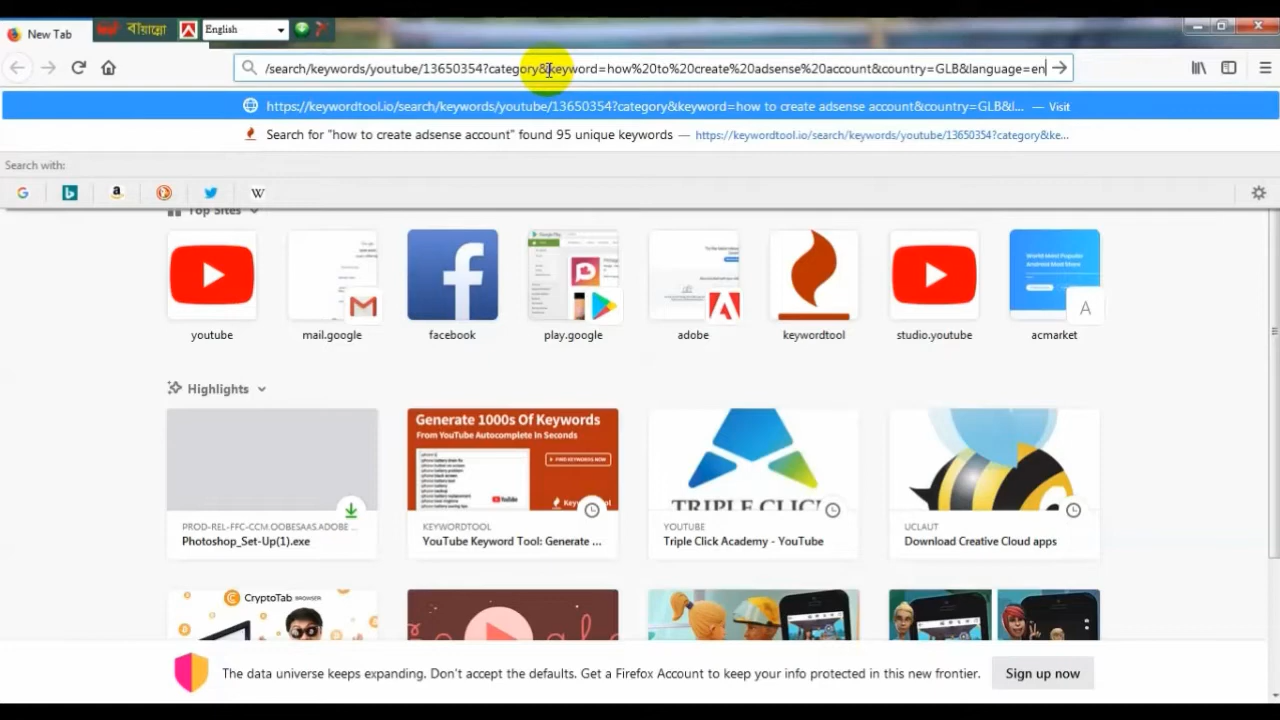 New Tab
বাংলা
English
/search/keywords/youtube/13650354?category&keyword=how%20to%20create%20adsense%20account&country=GLB&language=en
https://keywordtool.io/search/keywords/youtube/13650354?category&keyword=how to create adsense account&country=GLB&l... — Visit
Search for "how to create adsense account" found 95 unique keywords — https://keywordtool.io/search/keywords/youtube/13650354?category&ke...
Search with:
Top Sites
youtube
mail.google
facebook
play.google
adobe
keywordtool
studio.youtube
A
acmarket
Highlights
Generate 1000s Of Keywords
From YouTube Autocomplete In Seconds
FIND KEYWORDS NOW
TRIPLE CLICK
PROD-REL-FFC-CCM.OOBESAAS.ADOBE ...
Photoshop_Set-Up(1).exe
KEYWORDTOOL
YouTube Keyword Tool: Generate ...
YOUTUBE
Triple Click Academy - YouTube
UCLAUT
Download Creative Cloud apps
CryptoTab BROWSER
The data universe keeps expanding. Don't accept the defaults. Get a Firefox Account to keep your info protected in this new frontier.
Sign up now